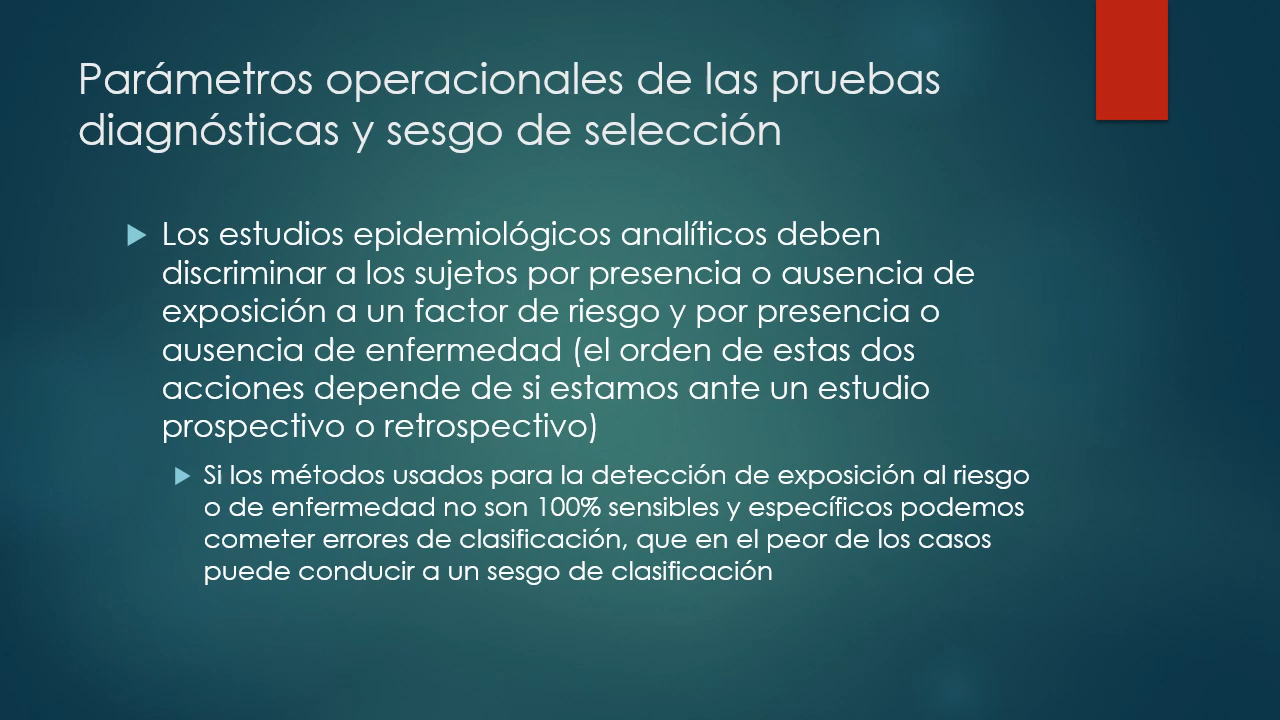 Parámetros operacionales de las pruebas
diagnósticas y sesgo de selección
Los estudios epidemiológicos analíticos deben
discriminar a los sujetos por presencia o ausencia de
exposición a un factor de riesgo y por presencia o
ausencia de enfermedad (el orden de estas dos
acciones depende de si estamos ante un estudio
prospectivo o retrospectivo)
Si los métodos usados para la detección de exposición al riesgo
o de enfermedad no son 100% sensibles y específicos podemos
cometer errores de clasificación, que en el peor de los casos
puede conducir a un sesgo de clasificación